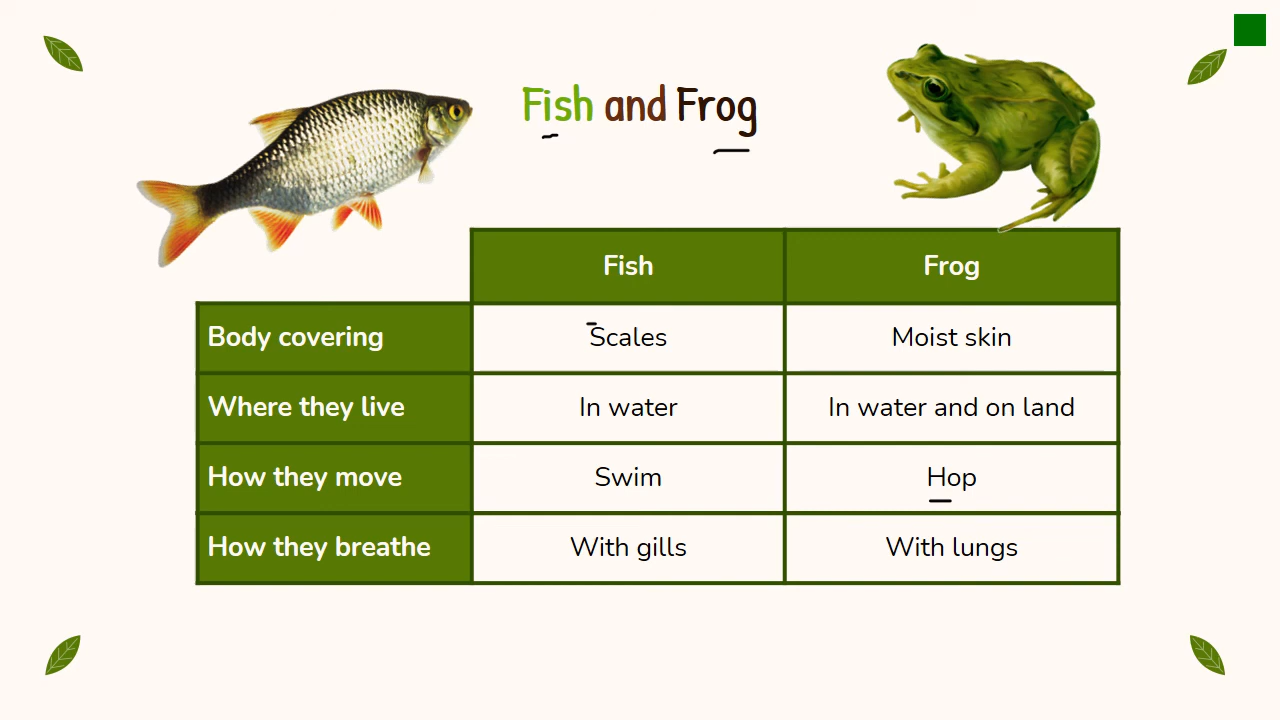 Fish and Frog
Fish Frog
Body covering Scales Moist skin
Where they live In water In water and on land
How they move Swim Hop
How they breathe With gills With lungs